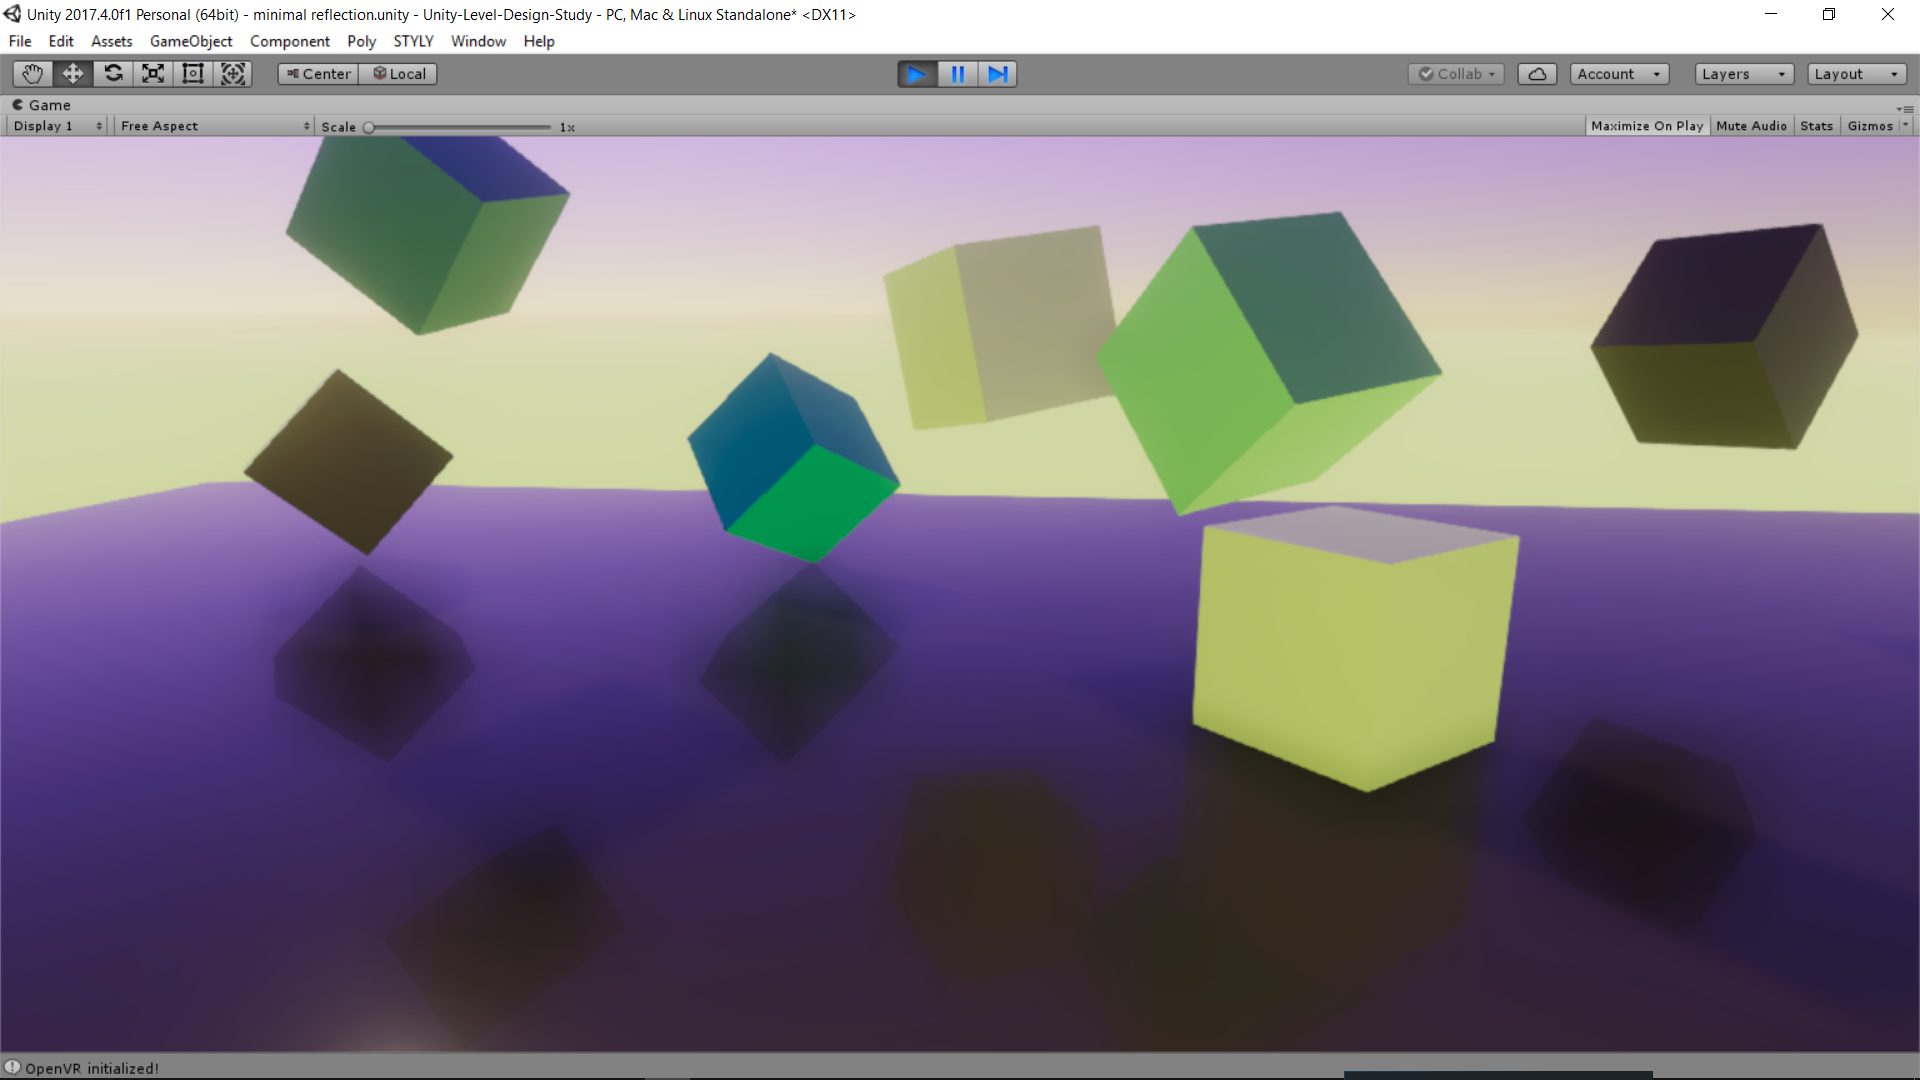 Unity 2017.4.0f1 Personal (64bit) - minimal reflection.unity - Unity-Level-Design-Study - PC, Mac & Linux Standalone* <DX11>
File Edit Assets GameObject Component Poly STYLY Window Help
Center Local Collab Account Layers Layout
Game
Display 1 Free Aspect Scale 1x Maximize On Play Mute Audio Stats Gizmos
OpenVR initialized!